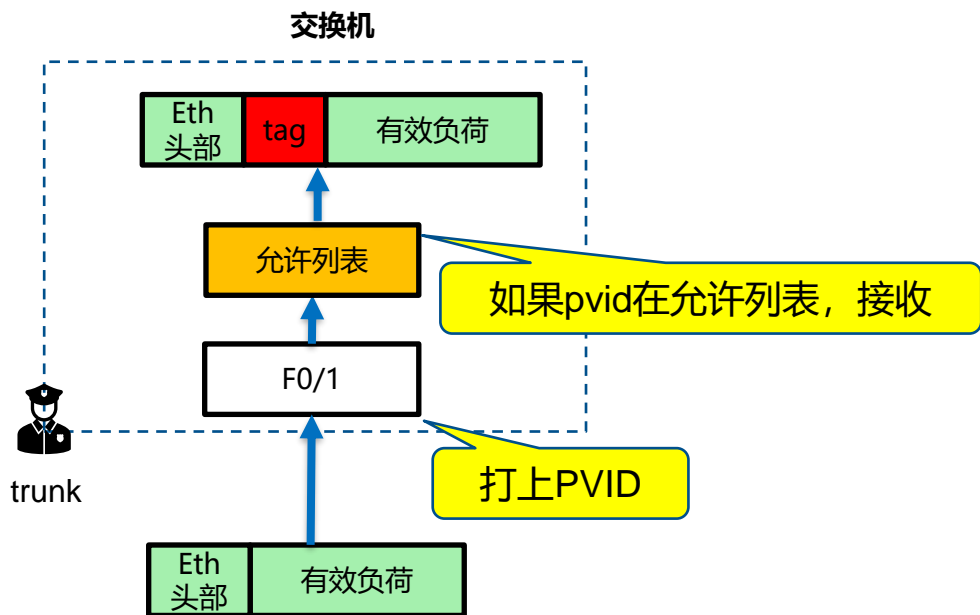 交换机
Eth
头部
tag
有效负荷
允许列表
如果pvid在允许列表，接收
F0/1
打上PVID
trunk
Eth
头部
有效负荷